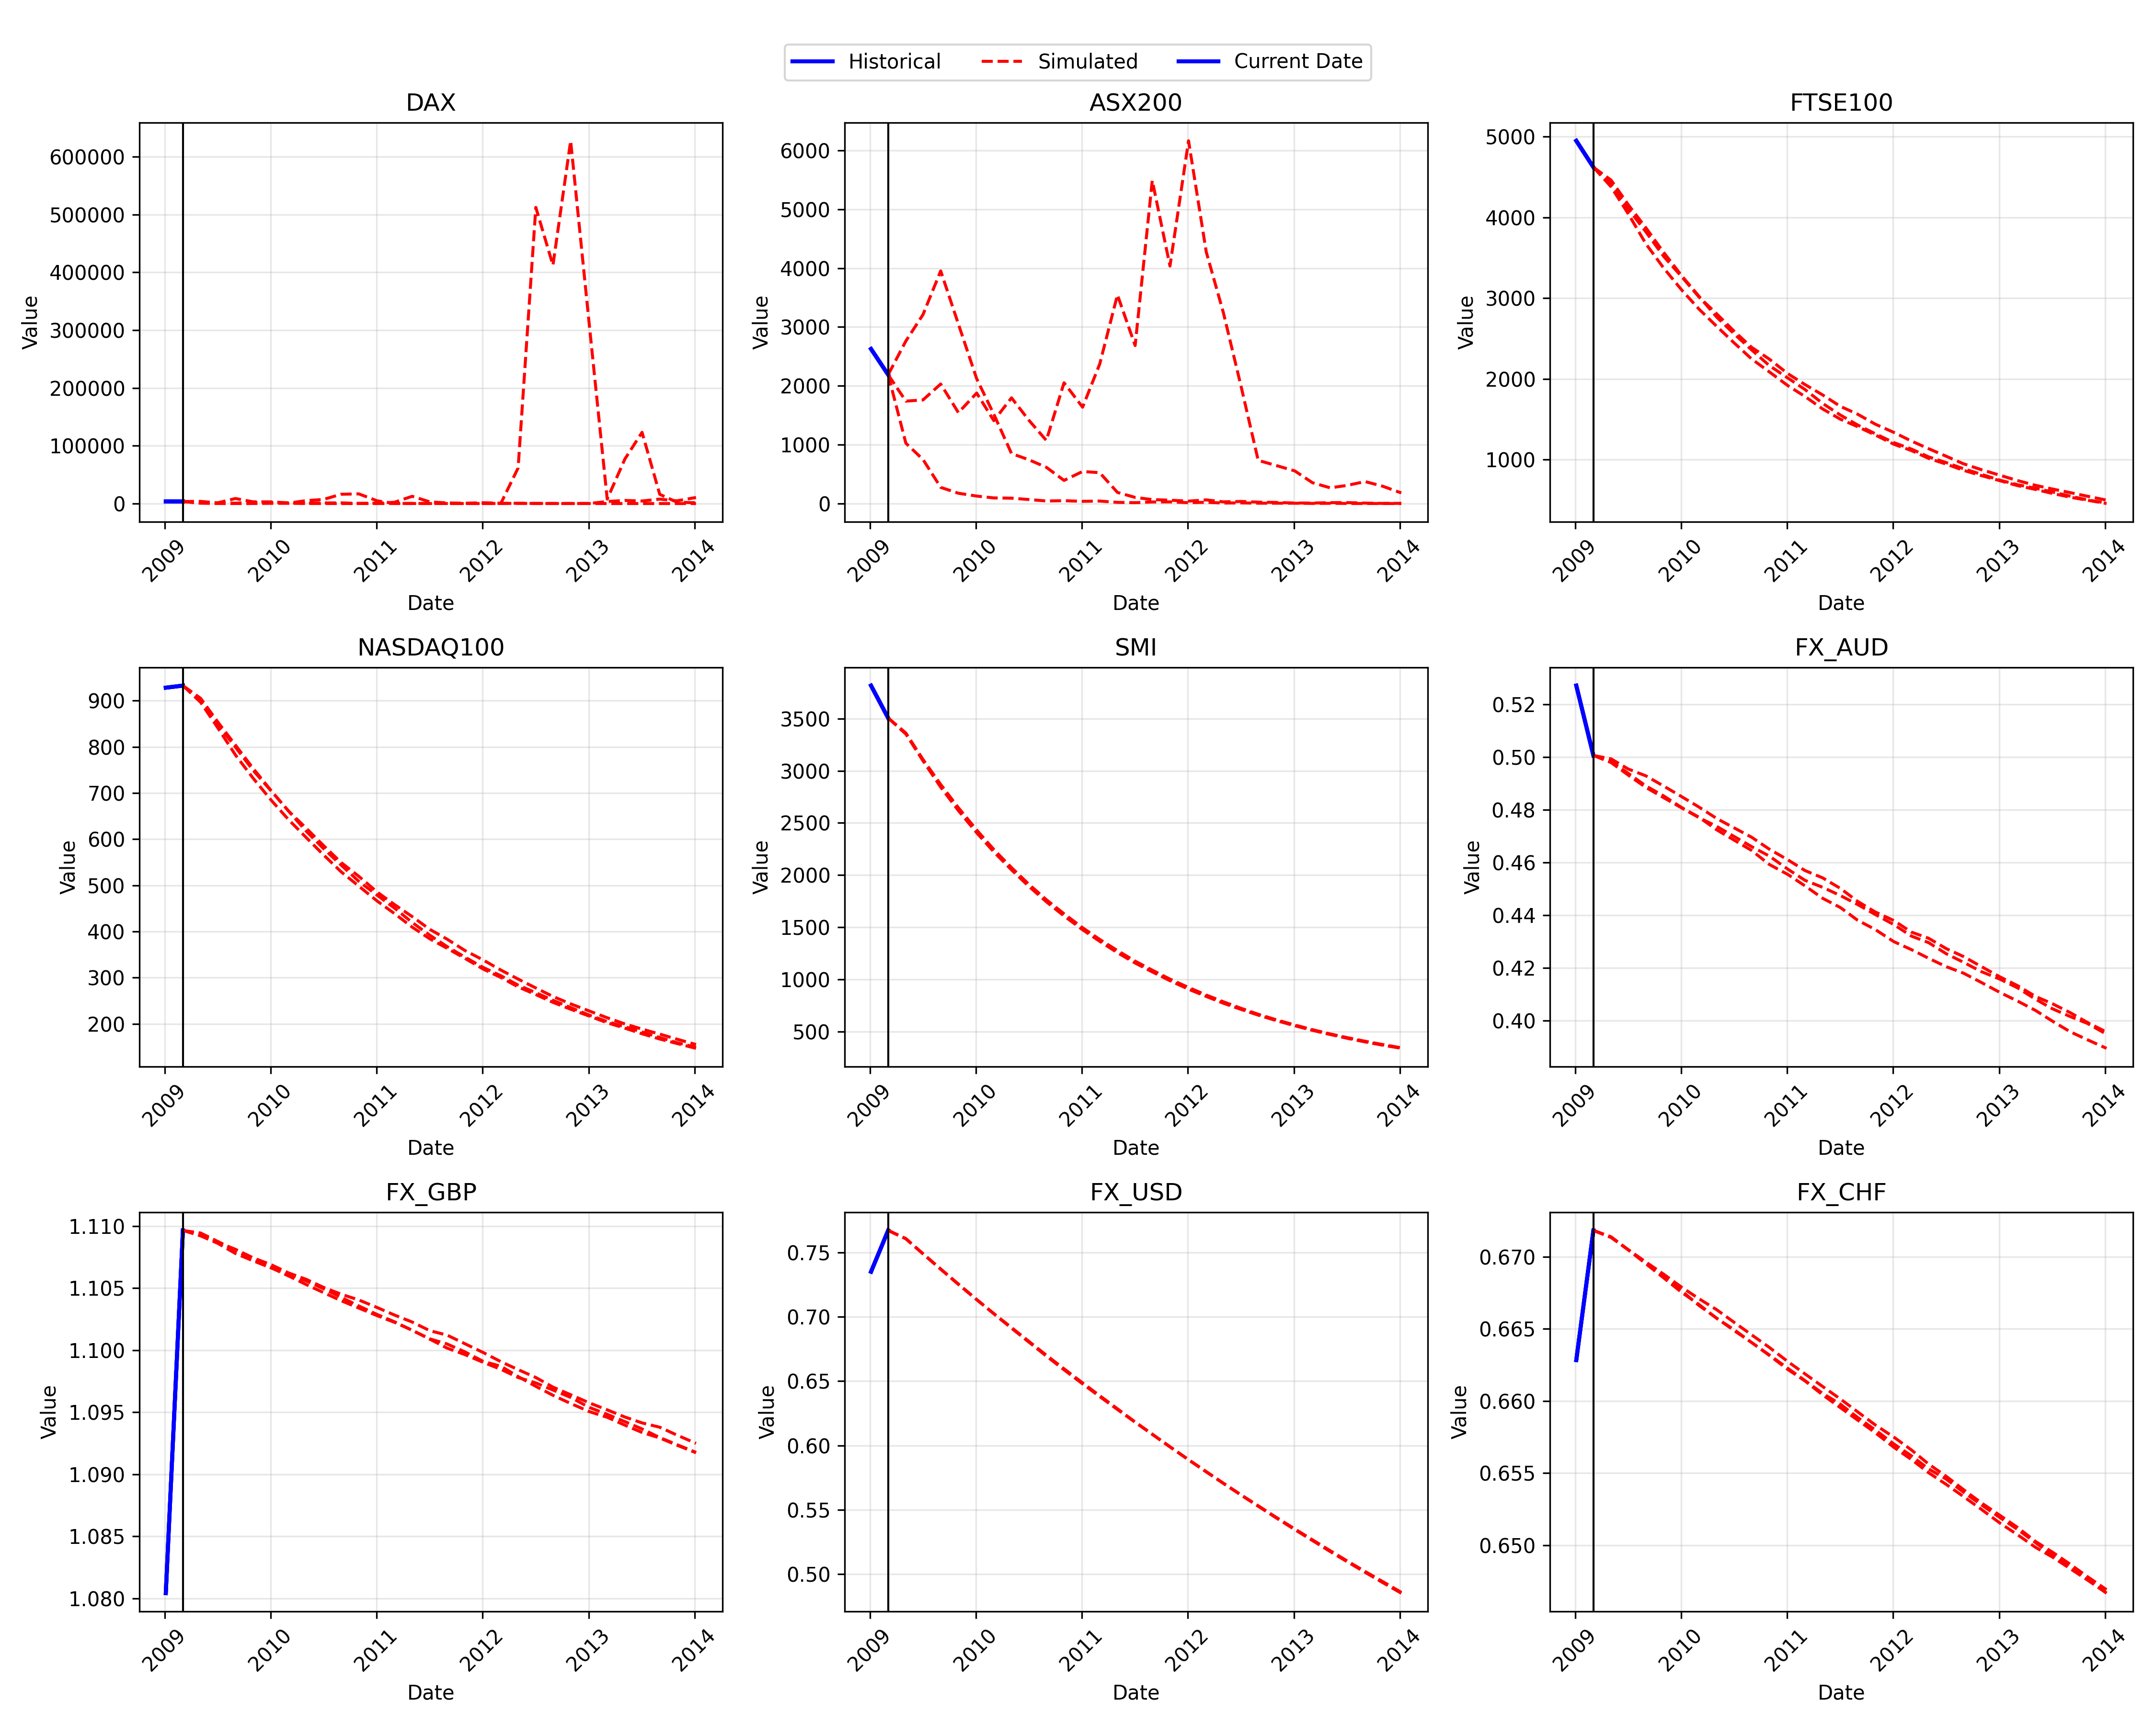 Historical Simulated Current Date
DAX
Value
600000
500000
400000
300000
200000
100000
0
2009 2010 2011 2012 2013 2014
Date
ASX200
Value
6000
5000
4000
3000
2000
1000
0
2009 2010 2011 2012 2013 2014
Date
FTSE100
Value
5000
4000
3000
2000
1000
2009 2010 2011 2012 2013 2014
Date
NASDAQ100
Value
900
800
700
600
500
400
300
200
2009 2010 2011 2012 2013 2014
Date
SMI
Value
3500
3000
2500
2000
1500
1000
500
2009 2010 2011 2012 2013 2014
Date
FX_AUD
Value
0.52
0.50
0.48
0.46
0.44
0.42
0.40
2009 2010 2011 2012 2013 2014
Date
FX_GBP
Value
1.110
1.105
1.100
1.095
1.090
1.085
1.080
2009 2010 2011 2012 2013 2014
Date
FX_USD
Value
0.75
0.70
0.65
0.60
0.55
0.50
2009 2010 2011 2012 2013 2014
Date
FX_CHF
Value
0.670
0.665
0.660
0.655
0.650
2009 2010 2011 2012 2013 2014
Date